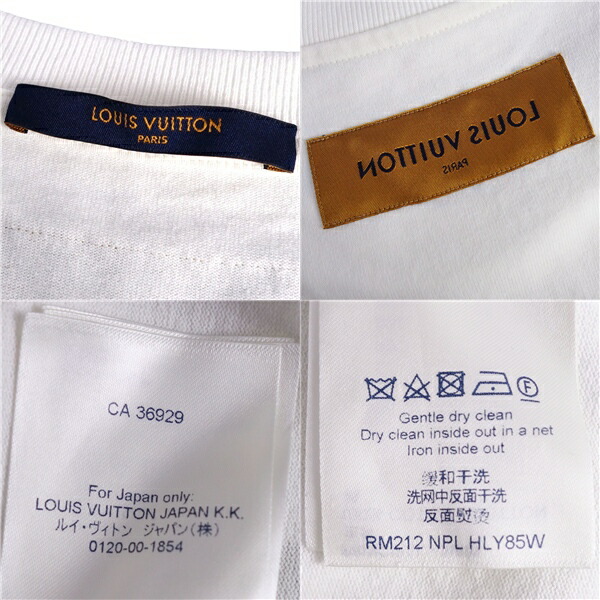 LOUIS VUITTON
PARIS
LOUIS VUITTON
PARIS
CA 36929
For Japan only:
LOUIS VUITTON JAPAN K.K.
ルイ・ヴィトン ジャパン(株)
0120-00-1854
F
Gentle dry clean
Dry clean inside out in a net
Iron inside out
缓和干洗
洗网中反面干洗
反面熨烫
RM212 NPL HLY85W